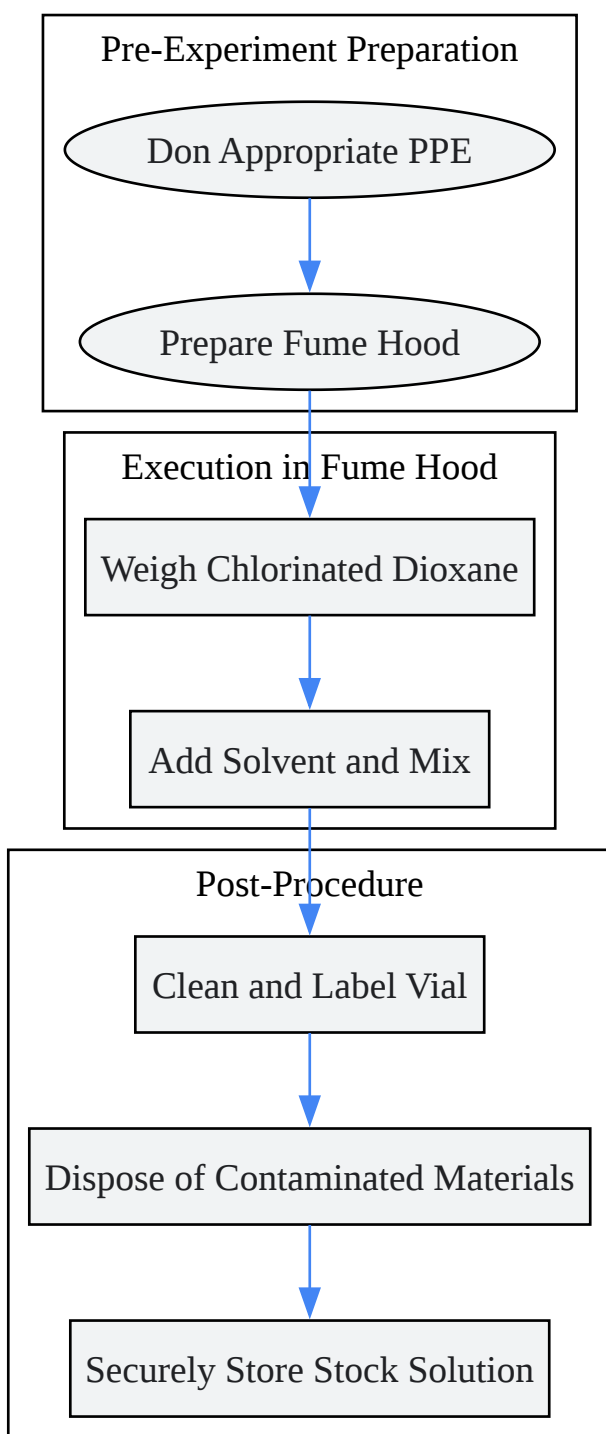 Pre-Experiment Preparation
Don Appropriate PPE
Prepare Fume Hood
Execution in Fume Hood
Weigh Chlorinated Dioxane
Add Solvent and Mix
Post-Procedure
Clean and Label Vial
Dispose of Contaminated Materials
Securely Store Stock Solution